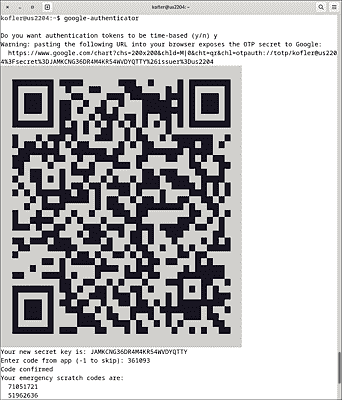 kofler@us2204: ~
kofler@us2204:~$ google-authenticator
Do you want authentication tokens to be time-based (y/n) y
Warning: pasting the following URL into your browser exposes the OTP secret to Google:
https://www.google.com/chart?chs=200x200&chld=M|0&cht=qr&chl=otpauth://totp/kofler@us220
4%3Fsecret%3DJAMKCNG36DR4M4KR54WVDYQTTY%26issuer%3Dus2204
Your new secret key is: JAMKCNG36DR4M4KR54WVDYQTTY
Enter code from app (-1 to skip): 361093
Code confirmed
Your emergency scratch codes are:
71051721
51962636